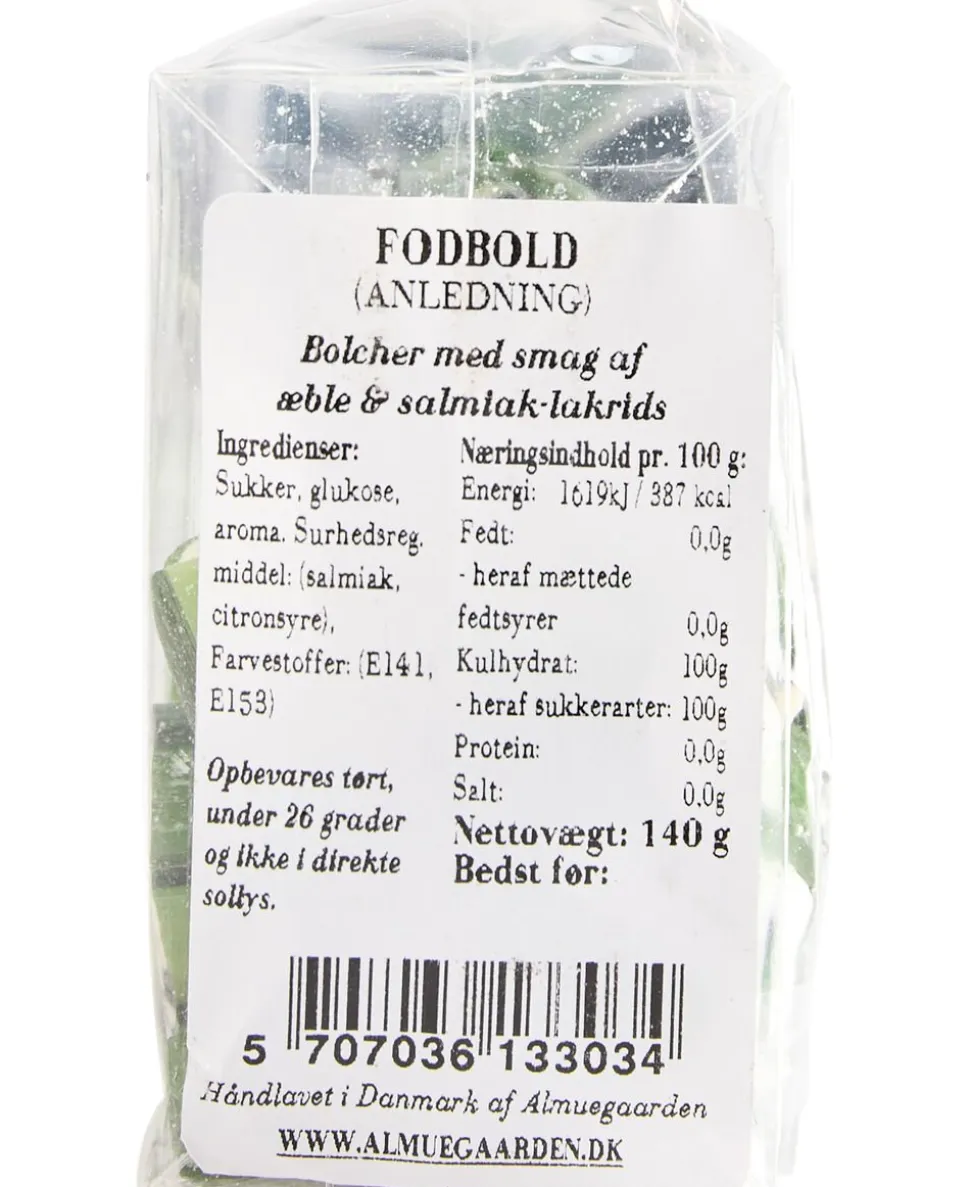 FODBOLD
(ANLEDNING)
Bolcher med smag af
æble & salmiak-lakrids
Ingredienser:
Sukker, glukose,
aroma. Surhedsreg.
middel: (salmiak,
citronsyre),
Farvestoffer: (E141,
E153)
Opbevares tørt,
under 26 grader
og ikke i direkte
sollys.
Næringsindhold pr. 100 g:
Energi: 1619kJ / 387 kcal
Fedt: 0,0g
- heraf mættede
fedtsyrer 0,0g
Kulhydrat: 100g
- heraf sukkerarter: 100g
Protein: 0,0g
Salt: 0,0g
Nettovægt: 140 g
Bedst før:
5 707036 133034
Håndlavet i Danmark af Almuegaarden
WWW.ALMUEGAARDEN.DK